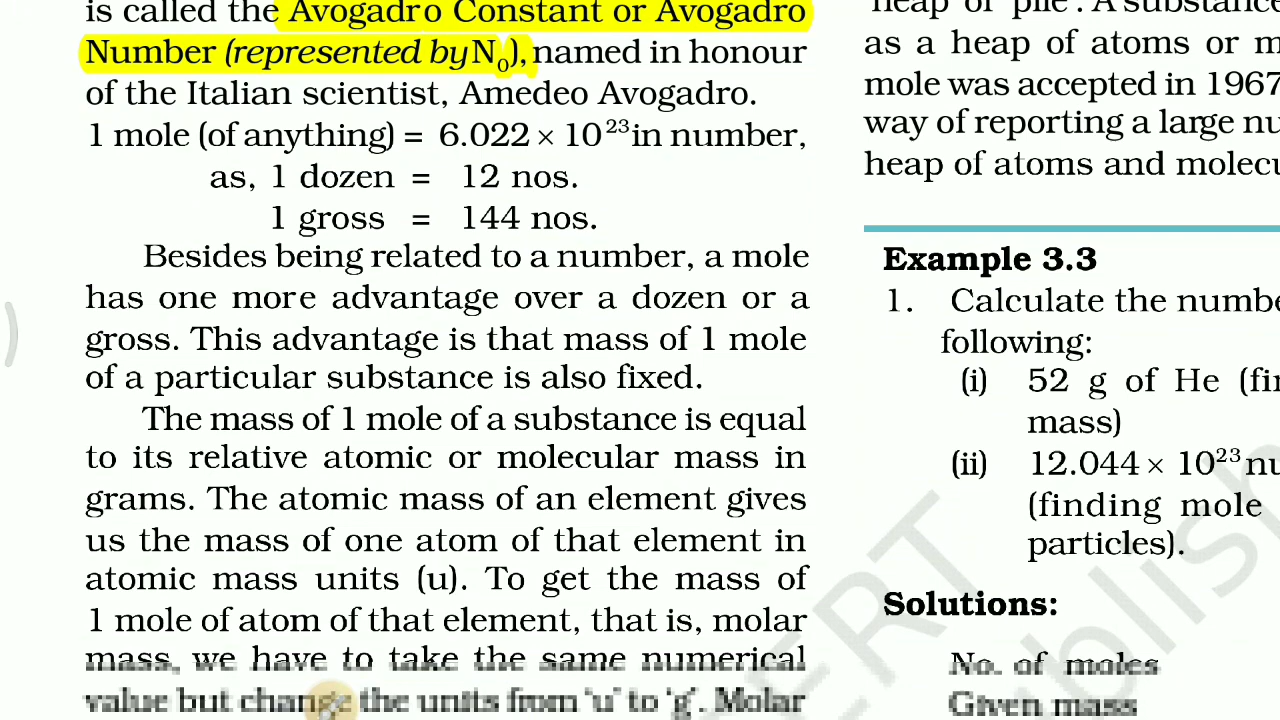 is called the Avogadro Constant or Avogadro
Number (represented by N₀), named in honour
of the Italian scientist, Amedeo Avogadro.
1 mole (of anything) = 6.022 × 10²³ in number,
as, 1 dozen = 12 nos.
1 gross = 144 nos.
Besides being related to a number, a mole
has one more advantage over a dozen or a
gross. This advantage is that mass of 1 mole
of a particular substance is also fixed.
The mass of 1 mole of a substance is equal
to its relative atomic or molecular mass in
grams. The atomic mass of an element gives
us the mass of one atom of that element in
atomic mass units (u). To get the mass of
1 mole of atom of that element, that is, molar
mass, we have to take the same numerical
value but change the units from 'u' to 'g'. Molar
'heap' or 'pile'. A substance
as a heap of atoms or m
mole was accepted in 1967
way of reporting a large nu
heap of atoms and molecu
Example 3.3
1. Calculate the numbe
following:
(i) 52 g of He (fin
mass)
(ii) 12.044 × 10²³ nu
(finding mole
particles).
Solutions:
No. of moles
Given mass